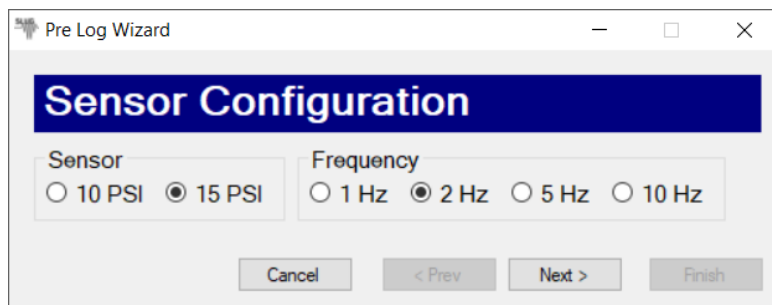 SLUG
Pre Log Wizard
Sensor Configuration
Sensor Frequency
10 PSI 15 PSI 1 Hz 2 Hz 5 Hz 10 Hz
Cancel < Prev Next > Finish